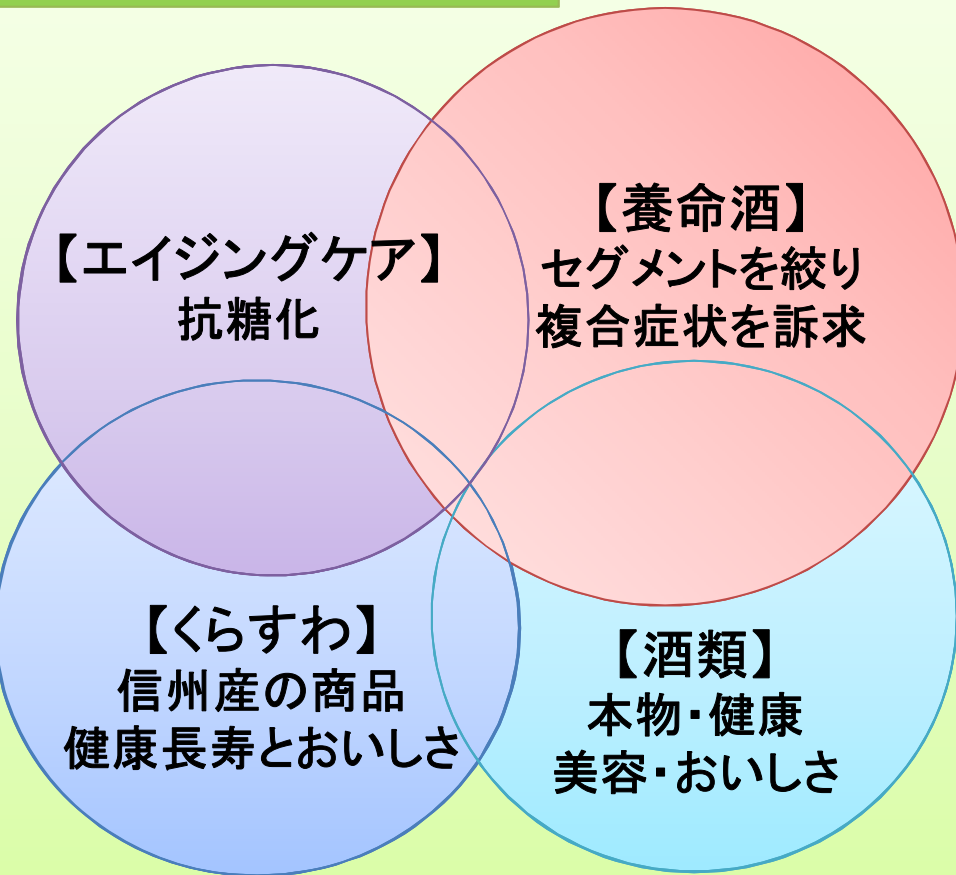 【エイジングケア】
抗糖化
【養命酒】
セグメントを絞り
複合症状を訴求
【くらすわ】
信州産の商品
健康長寿とおいしさ
【酒類】
本物・健康
美容・おいしさ